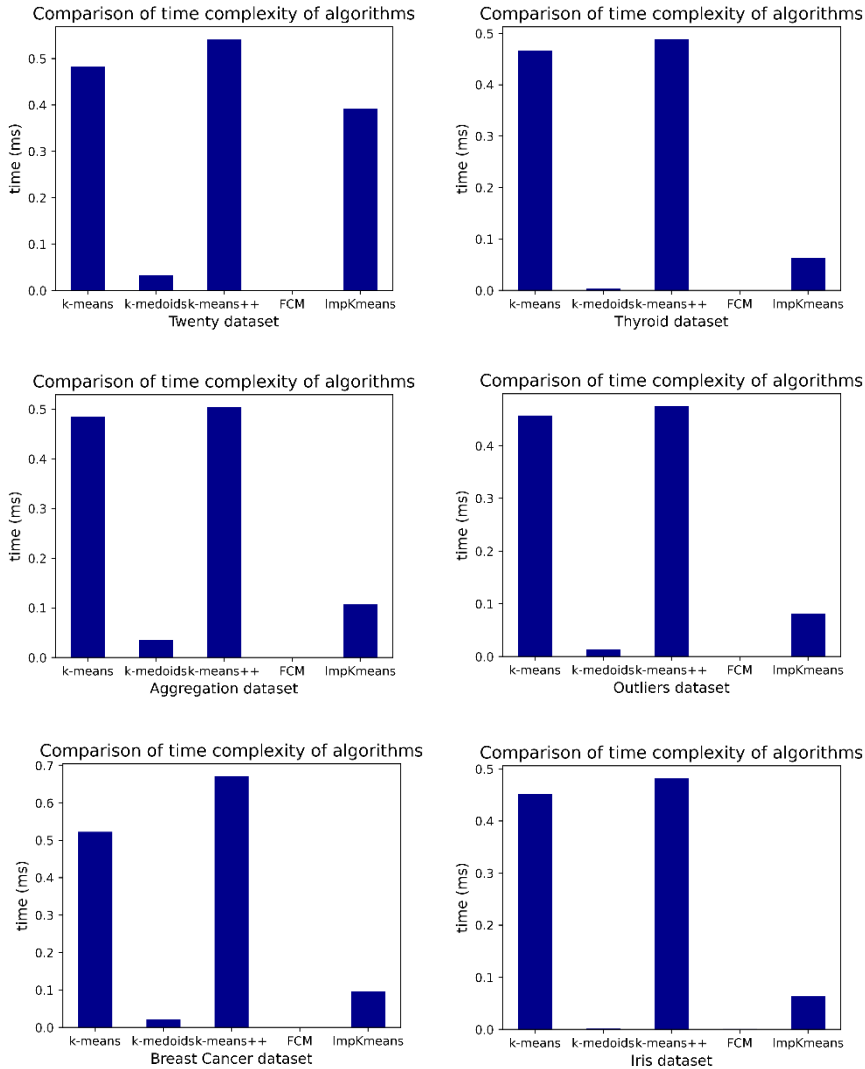 Comparison of time complexity of algorithms
0.5
0.4
0.3
0.2
0.1
0.0
time (ms)
k-means k-medoids k-means++ FCM ImpKmeans
Twenty dataset
Comparison of time complexity of algorithms
0.5
0.4
0.3
0.2
0.1
0.0
time (ms)
k-means k-medoids k-means++ FCM ImpKmeans
Thyroid dataset
Comparison of time complexity of algorithms
0.5
0.4
0.3
0.2
0.1
0.0
time (ms)
k-means k-medoids k-means++ FCM ImpKmeans
Aggregation dataset
Comparison of time complexity of algorithms
0.4
0.3
0.2
0.1
0.0
time (ms)
k-means k-medoids k-means++ FCM ImpKmeans
Outliers dataset
Comparison of time complexity of algorithms
0.7
0.6
0.5
0.4
0.3
0.2
0.1
0.0
time (ms)
k-means k-medoids k-means++ FCM ImpKmeans
Breast Cancer dataset
Comparison of time complexity of algorithms
0.5
0.4
0.3
0.2
0.1
0.0
time (ms)
k-means k-medoids k-means++ FCM ImpKmeans
Iris dataset